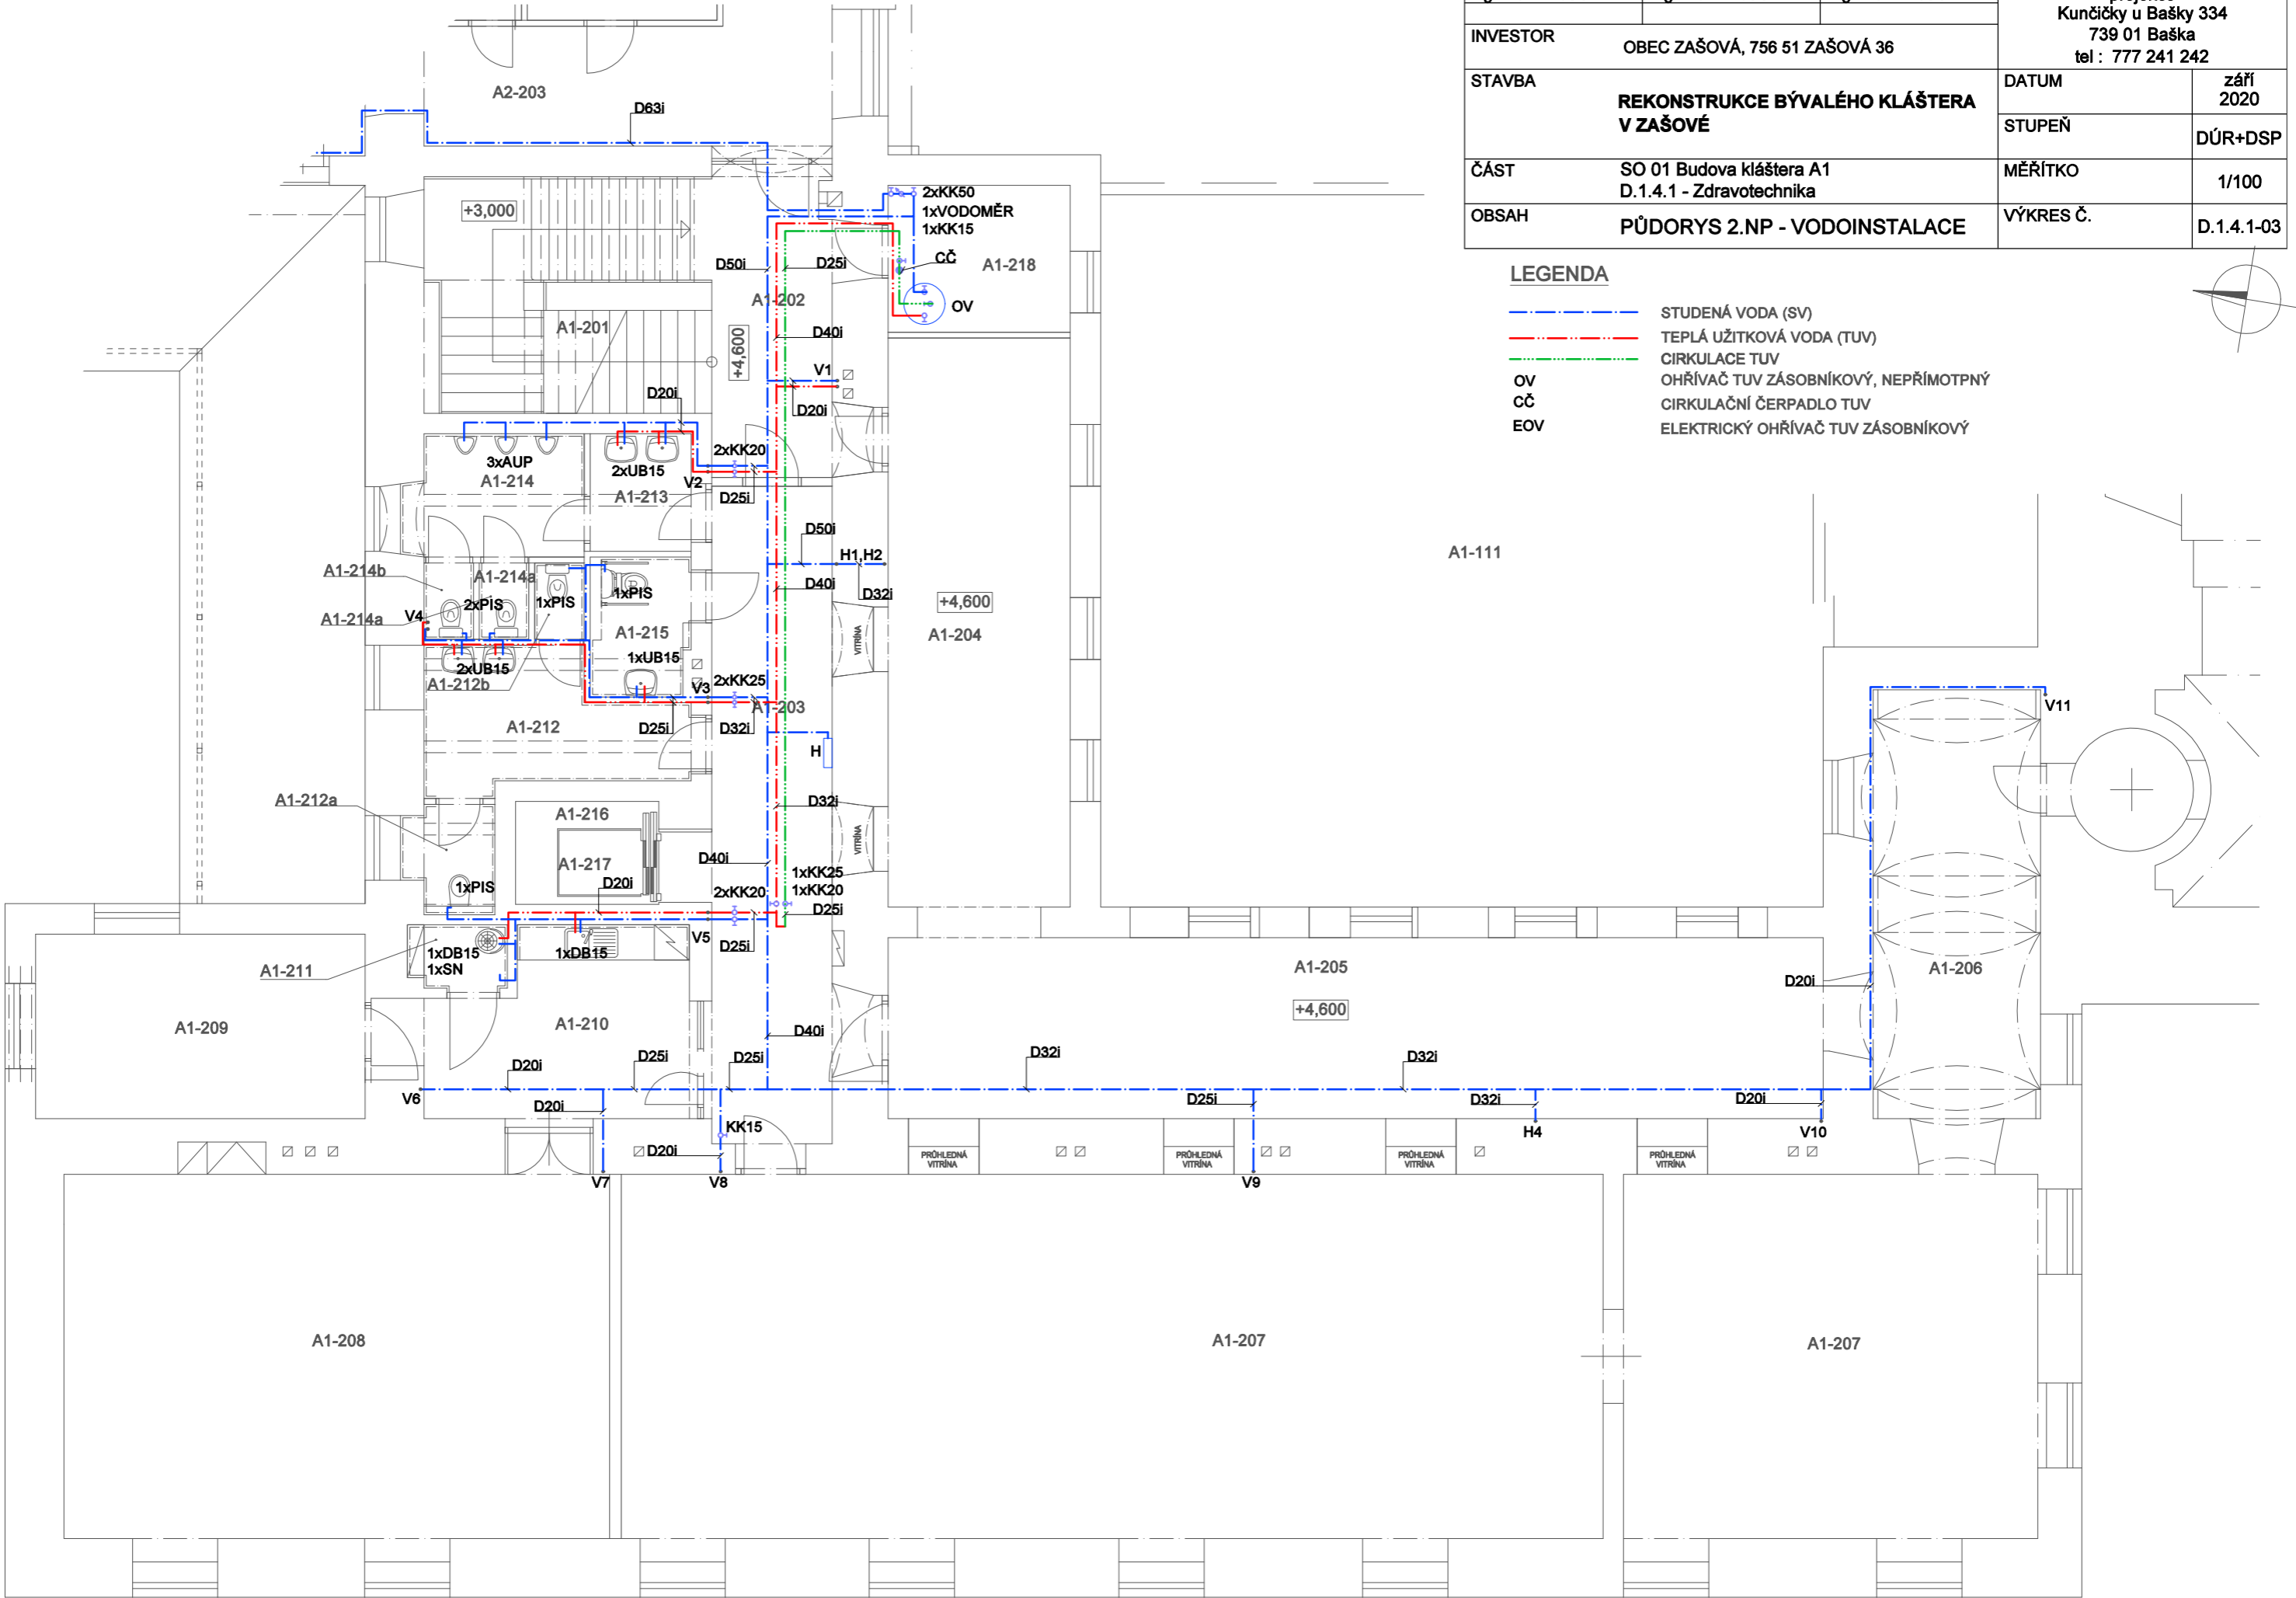 Kunčičky u Bašky 334
739 01 Baška
tel : 777 241 242
INVESTOR
OBEC ZAŠOVÁ, 756 51 ZAŠOVÁ 36
STAVBA
REKONSTRUKCE BÝVALÉHO KLÁŠTERA
V ZAŠOVÉ
DATUM
září
2020
STUPEŇ
DÚR+DSP
ČÁST
SO 01 Budova kláštera A1
D.1.4.1 - Zdravotechnika
MĚŘÍTKO
1/100
OBSAH
PŮDORYS 2.NP - VODOINSTALACE
VÝKRES Č.
D.1.4.1-03
LEGENDA
STUDENÁ VODA (SV)
TEPLÁ UŽITKOVÁ VODA (TUV)
CIRKULACE TUV
OV OHŘÍVAČ TUV ZÁSOBNÍKOVÝ, NEPŘÍMOTPNÝ
CČ CIRKULAČNÍ ČERPADLO TUV
EOV ELEKTRICKÝ OHŘÍVAČ TUV ZÁSOBNÍKOVÝ
A2-203
D63i
+3,000
2xKK50
1xVODOMĚR
1xKK15
D50i
D25i
CČ
A1-218
A1-202
OV
A1-201
+4,600
D40i
V1
D20i
D20i
3xAUP
A1-214
2xUB15
A1-213
2xKK20
V2
D25i
D50i
H1,H2
A1-111
A1-214b
A1-214a
2xPIS
1xPIS
1xPIS
D40i
D32i
+4,600
A1-214a
V4
A1-215
VITRÍNA
A1-204
2xUB15
1xUB15
A1-212b
V3
2xKK25
A1-203
V11
A1-212
D25i
D32i
H
A1-212a
A1-216
D32i
VITRÍNA
A1-217
D40i
1xKK25
1xPIS
D20i
2xKK20
1xKK20
D25i
V5
D25i
1xDB15
1xSN
1xDB15
A1-211
A1-205
A1-206
D20i
A1-209
A1-210
+4,600
D40i
D20i
D25i
D25i
D32i
D32i
V6
D20i
D25i
D32i
D20i
KK15
H4
V10
D20i
PRŮHLEDNÁ
VITRÍNA
PRŮHLEDNÁ
VITRÍNA
PRŮHLEDNÁ
VITRÍNA
PRŮHLEDNÁ
VITRÍNA
V7
V8
V9
A1-208
A1-207
A1-207